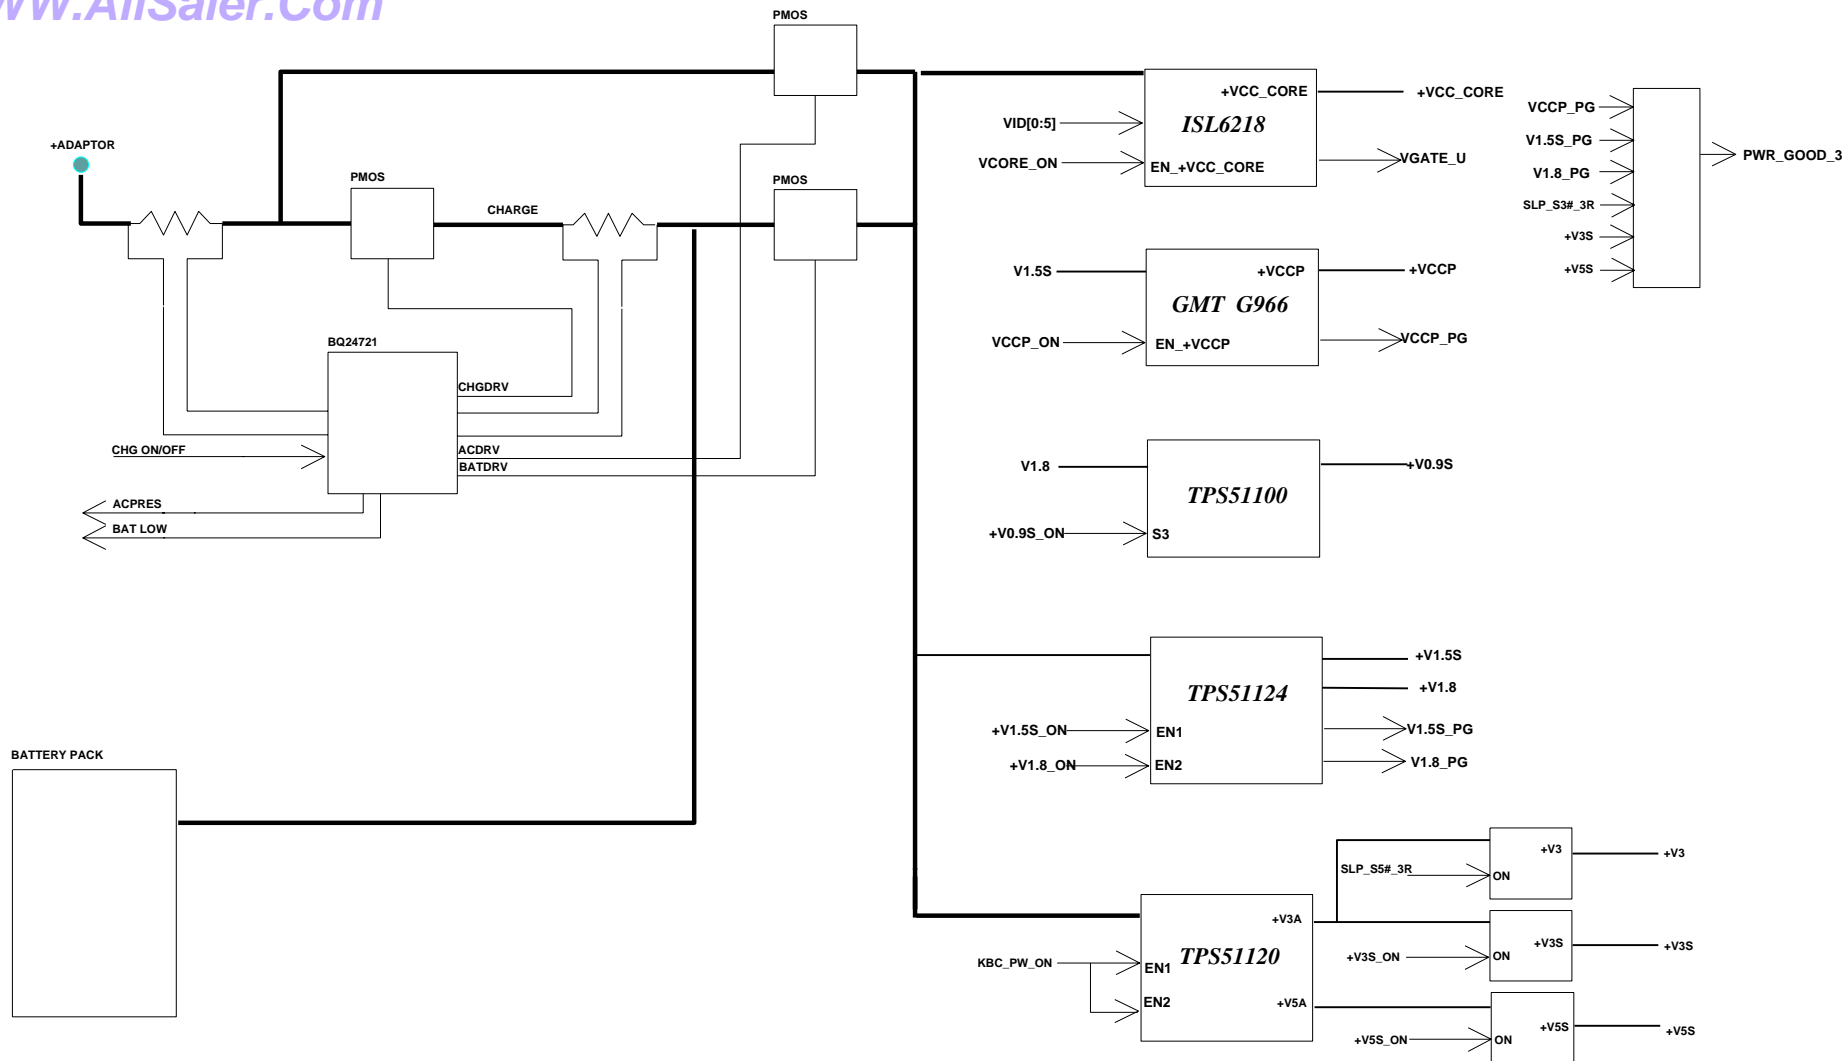 WWW.AllSaler.Com
PMOS
+ADAPTOR
PMOS
CHARGE
PMOS
BQ24721
CHGDRV
CHG ON/OFF
ACDRV
BATDRV
ACPRES
BAT LOW
BATTERY PACK
+VCC_CORE
+VCC_CORE
VID[0:5]
ISL6218
VCORE_ON
EN_+VCC_CORE
VGATE_U
VCCP_PG
V1.5S_PG
V1.8_PG
SLP_S3#_3R
+V3S
+V5S
PWR_GOOD_3
V1.5S
+VCCP
+VCCP
GMT G966
VCCP_ON
EN_+VCCP
VCCP_PG
V1.8
+V0.9S
TPS51100
+V0.9S_ON
S3
+V1.5S
TPS51124
+V1.8
+V1.5S_ON
EN1
V1.5S_PG
+V1.8_ON
EN2
V1.8_PG
+V3
+V3
SLP_S5#_3R
ON
+V3A
TPS51120
KBC_PW_ON
EN1
EN2
+V5A
+V3S
+V3S
+V3S_ON
ON
+V5S
+V5S
+V5S_ON
ON